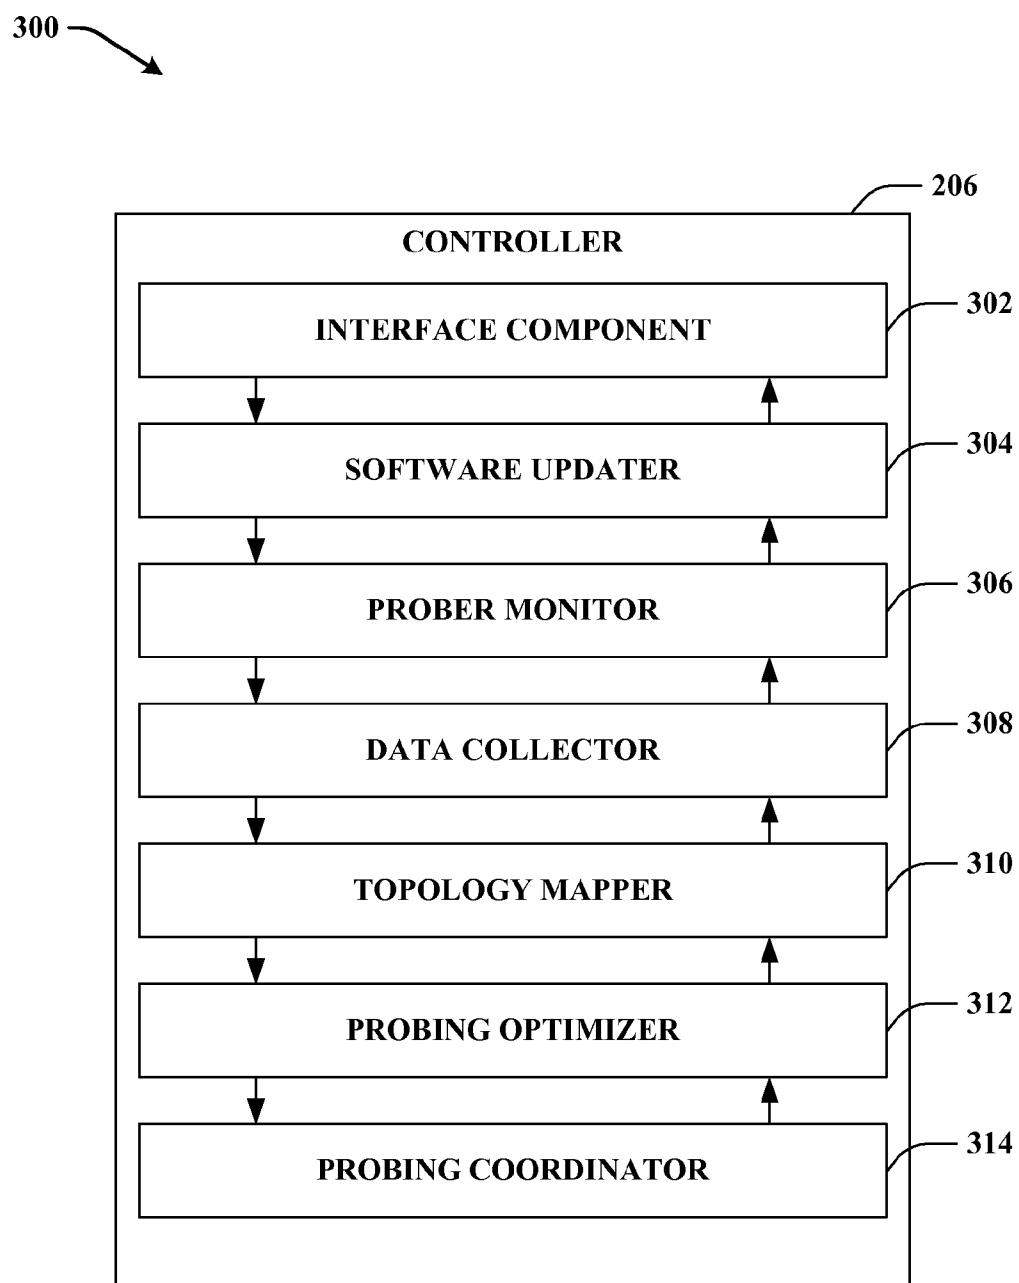 300
206
CONTROLLER
302
INTERFACE COMPONENT
304
SOFTWARE UPDATER
306
PROBER MONITOR
308
DATA COLLECTOR
310
TOPOLOGY MAPPER
312
PROBING OPTIMIZER
314
PROBING COORDINATOR